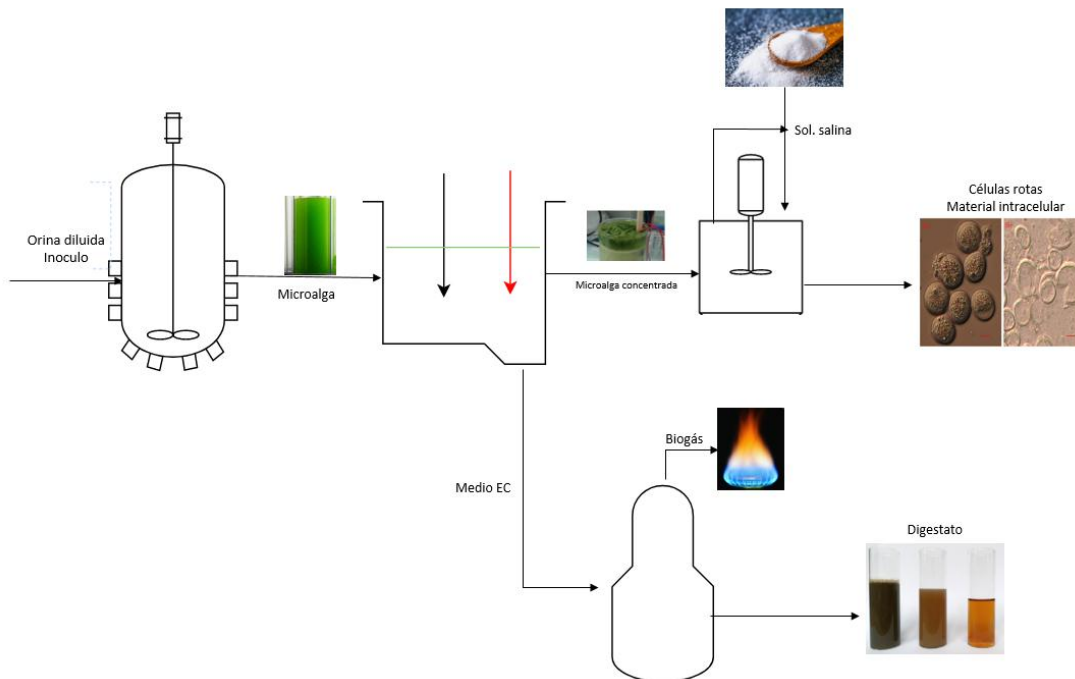 Sol. salina
Células rotas
Material intracelular
Orina diluida
Inoculo
Microalga
Microalga concentrada
Biogás
Medio EC
Digestato